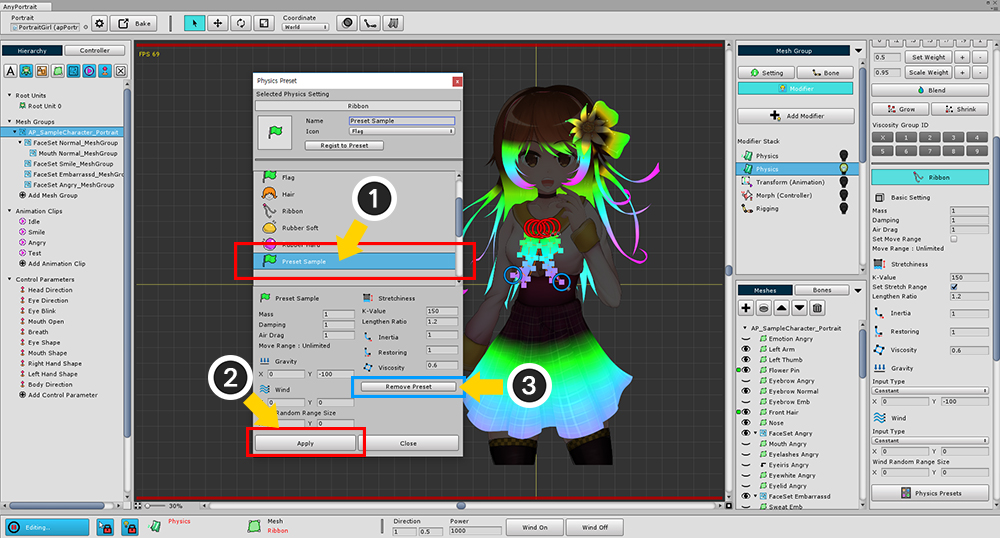 AnyPortrait
Portrait
PortraitGirl (apPortr
Bake
Coordinate
World
Hierarchy
Controller
Root Units
Root Unit 0
Mesh Groups
AP_SampleCharacter_Portrait
FaceSet Normal_MeshGroup
Mouth Normal_MeshGroup
FaceSet Smile_MeshGroup
FaceSet Embarrassd_MeshGro
FaceSet Angry_MeshGroup
Add Mesh Group
Animation Clips
Idle
Smile
Angry
Test
Add Animation Clip
Control Parameters
Head Direction
Eye Direction
Eye Blink
Mouth Open
Breath
Eye Shape
Mouth Shape
Right Hand Shape
Left Hand Shape
Body Direction
Add Control Parameter
FPS 69
Physics Preset
Selected Physics Setting
Ribbon
Name Preset Sample
Icon Flag
Regist to Preset
Flag
Hair
Ribbon
Rubber Soft
Rubber Hard
Preset Sample
1
Preset Sample
Mass 1
Damping 1
Air Drag 1
Move Range : Unlimited
Gravity
X 0 Y -100
Wind
0 Y 0
Random Range Size
Y 0
Stretchiness
K-Value 150
Lengthen Ratio 1.2
Inertia 1
Restoring 1
Viscosity 0.6
Remove Preset
2
3
Apply
Close
30%
Mesh Group
Setting
Bone
Modifier
Add Modifier
Modifier Stack
Physics
Physics
Transform (Animation)
Morph (Controller)
Rigging
Meshes
Bones
AP_SampleCharacter_Portrait
Emotion Angry
Left Arm
Left Thumb
Flower Pin
Eyebrow Angry
Eyebrow Normal
Eyebrow Emb
Front Hair
Nose
FaceSet Angry
Mouth Angry
Eyelashes Angry
Eyeiris Angry
Eyewhite Angry
Eyelid Angry
FaceSet Embarrassd
Sweat Emb
0.5 Set Weight + -
0.95 Scale Weight + -
Blend
Grow
Shrink
Viscosity Group ID
X 1 2 3 4
5 6 7 8 9
Ribbon
Basic Setting
Mass 1
Damping 1
Air Drag 1
Set Move Range
Move Range : Unlimited
Stretchiness
K-Value 150
Set Stretch Range
Lengthen Ratio 1.2
Inertia 1
Restoring 1
Viscosity 0.6
Gravity
Input Type
Constant
X 0 Y -100
Wind
Input Type
Constant
X 0 Y 0
Wind Random Range Size
X 0 Y 0
Physics Presets
Editing..
Physics
Mesh
Ribbon
Direction
1 0.5
Power
1000
Wind On
Wind Off